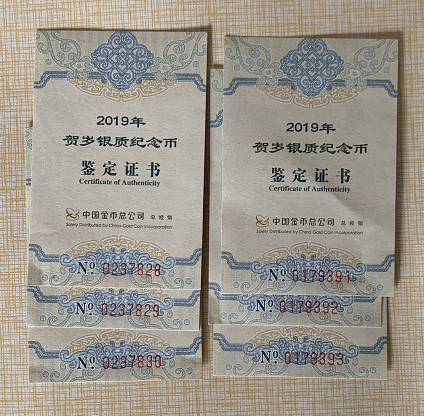 2019年
贺岁银质纪念币
鉴定证书
Certificate of Authenticity
中国金币总公司 总经销
Solely Distributed by China Gold Coin Incorporation
No. 0237828
No. 0237829
No. 0237830
2019年
贺岁银质纪念币
鉴定证书
Certificate of Authenticity
中国金币总公司 总经销
Solely Distributed by China Gold Coin Incorporation
No. 0179391
No. 0179392
No. 0179393